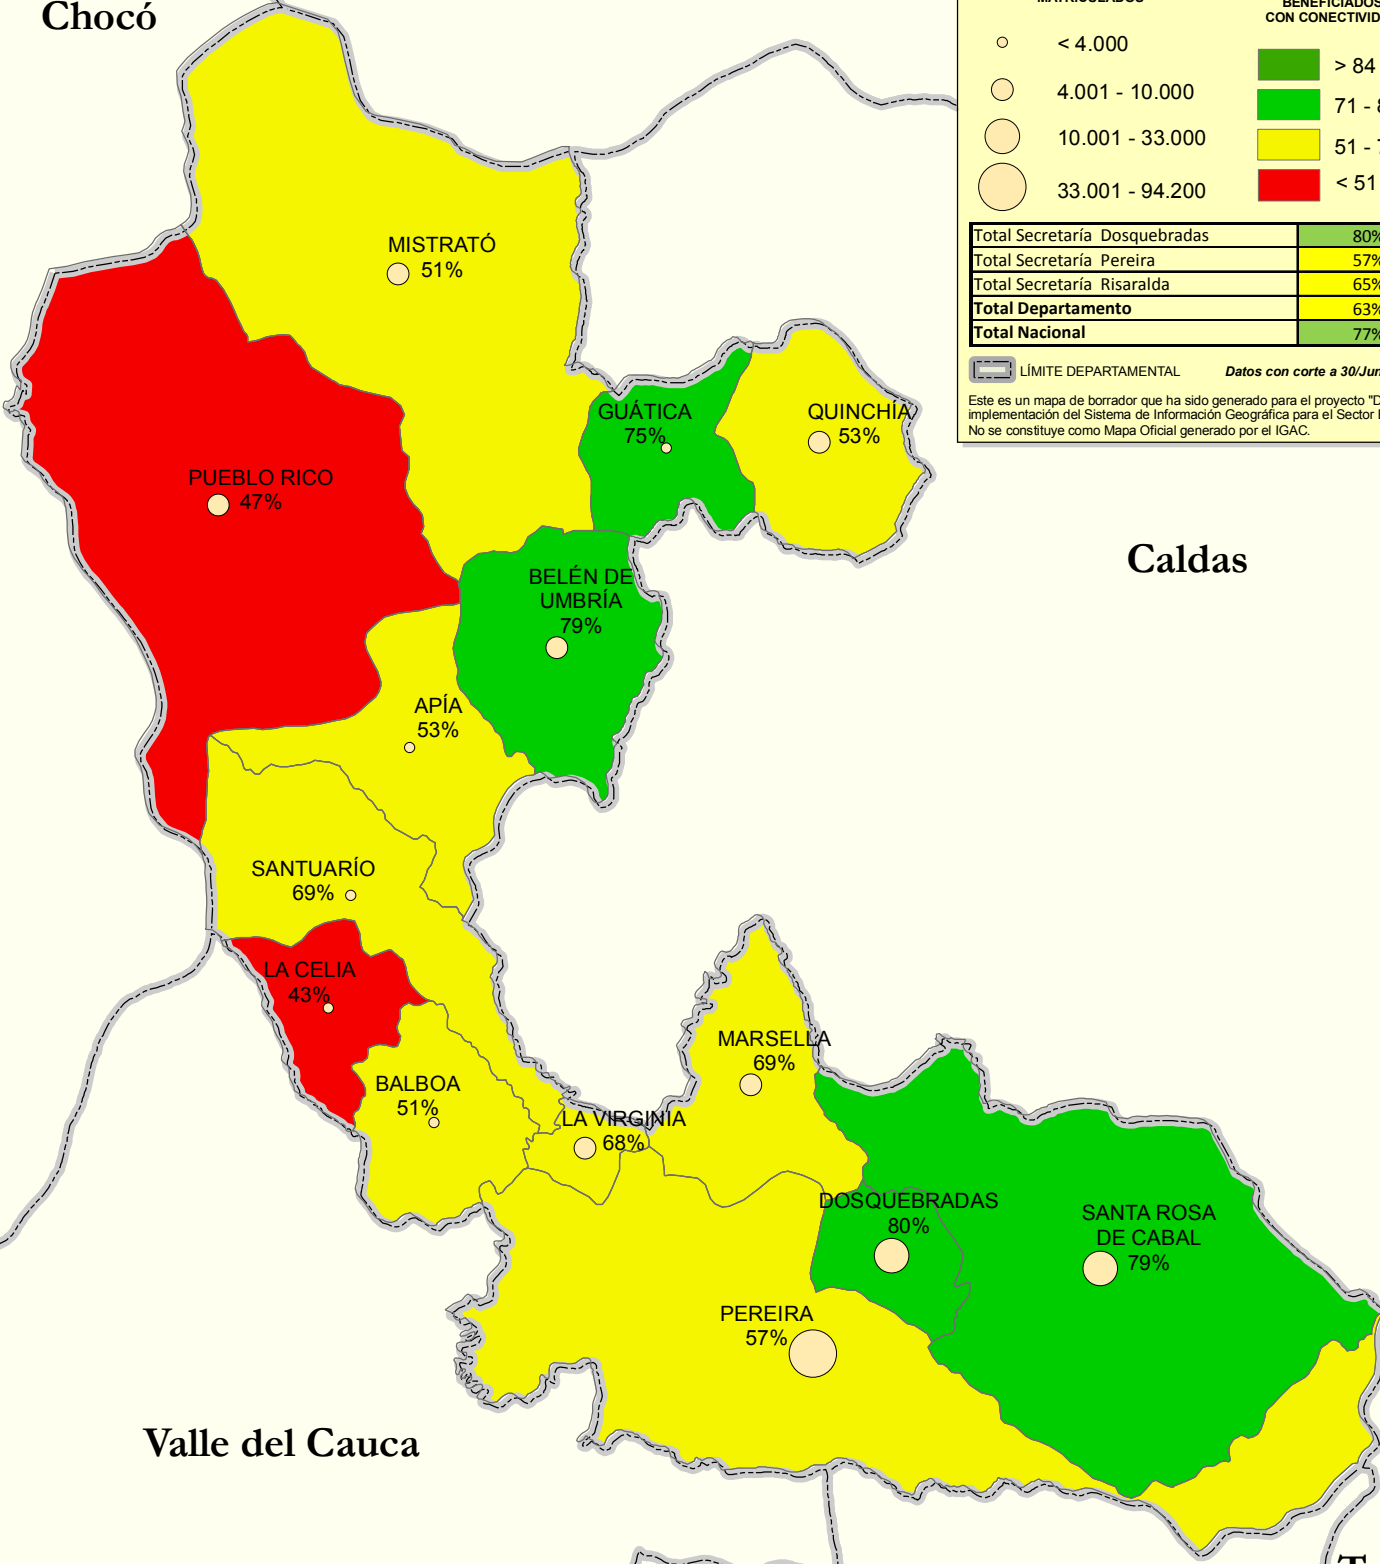 Chocó
MATRICULADOS
BENEFICIADOS
CON CONECTIVID
< 4.000
4.001 - 10.000
10.001 - 33.000
33.001 - 94.200
> 84
71 - 8
51 - 7
< 51
Total Secretaría Dosquebradas 80%
Total Secretaría Pereira 57%
Total Secretaría Risaralda 65%
Total Departamento 63%
Total Nacional 77%
LÍMITE DEPARTAMENTAL
Datos con corte a 30/Jun
Este es un mapa de borrador que ha sido generado para el proyecto "D
implementación del Sistema de Información Geográfica para el Sector
No se constituye como Mapa Oficial generado por el IGAC.
MISTRATÓ
51%
GUÁTICA
75%
QUINCHÍA
53%
PUEBLO RICO
47%
Caldas
BELÉN DE
UMBRÍA
79%
APÍA
53%
SANTUARÍO
69%
LA CELIA
43%
MARSELLA
69%
BALBOA
51%
LA VIRGINIA
68%
DOSQUEBRADAS
80%
SANTA ROSA
DE CABAL
79%
PEREIRA
57%
Valle del Cauca